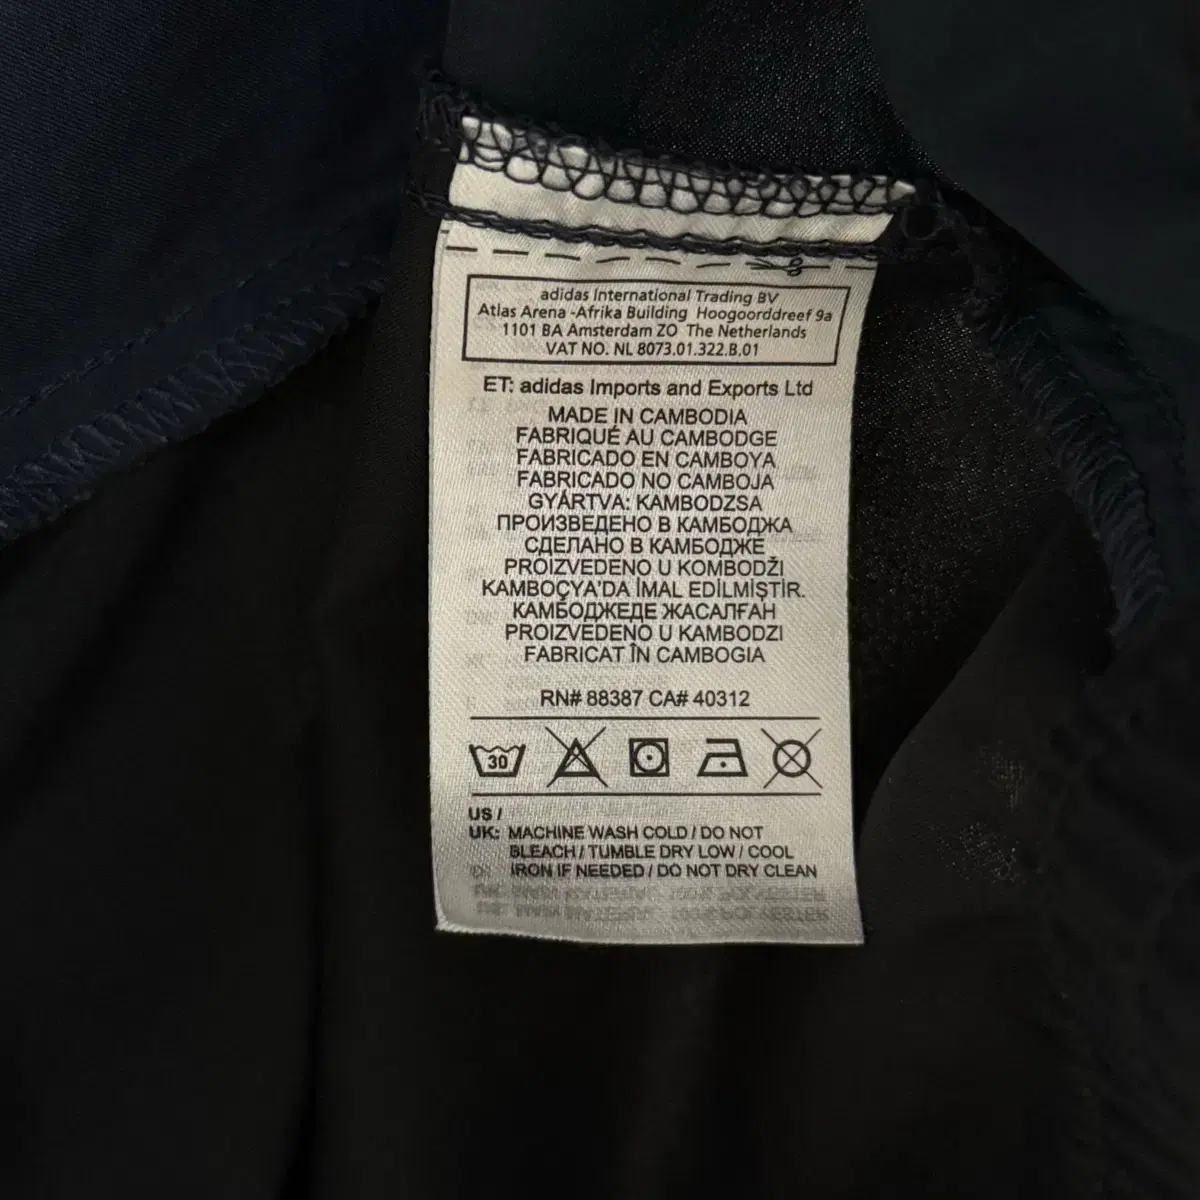 adidas International Trading BV
Atlas Arena -Afrika Building Hoogoorddreef 9a
1101 BA Amsterdam ZO The Netherlands
VAT NO. NL 8073.01.322.B.01
ET: adidas Imports and Exports Ltd
MADE IN CAMBODIA
FABRIQUÉ AU CAMBODGE
FABRICADO EN CAMBOYA
FABRICADO NO CAMBOJA
GYÁRTVA: KAMBODZSA
ПРОИЗВЕДЕНО В КАМБОДЖА
СДЕЛАНО В КАМБОДЖЕ
PROIZVEDENO U KOMBODŽI
KAMBOÇYA'DA İMAL EDİLMİŞTİR.
КАМБОДЖЕДЕ ЖАСАЛҒАН
PROIZVEDENO U KAMBODZI
FABRICAT ÎN CAMBOGIA
RN# 88387 CA# 40312
30
US /
UK: MACHINE WASH COLD / DO NOT
BLEACH / TUMBLE DRY LOW / COOL
IRON IF NEEDED / DO NOT DRY CLEAN